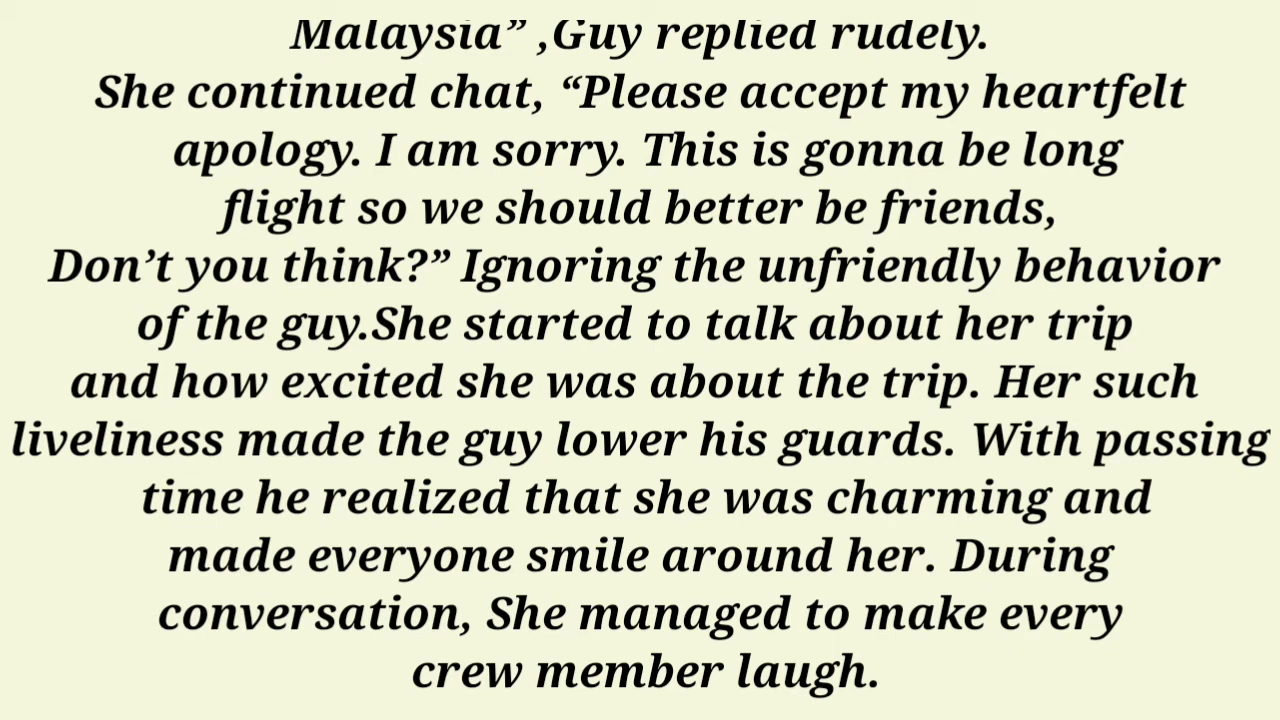 Malaysia” ,Guy replied rudely.
She continued chat, “Please accept my heartfelt
apology. I am sorry. This is gonna be long
flight so we should better be friends,
Don’t you think?” Ignoring the unfriendly behavior
of the guy.She started to talk about her trip
and how excited she was about the trip. Her such
liveliness made the guy lower his guards. With passing
time he realized that she was charming and
made everyone smile around her. During
conversation, She managed to make every
crew member laugh.